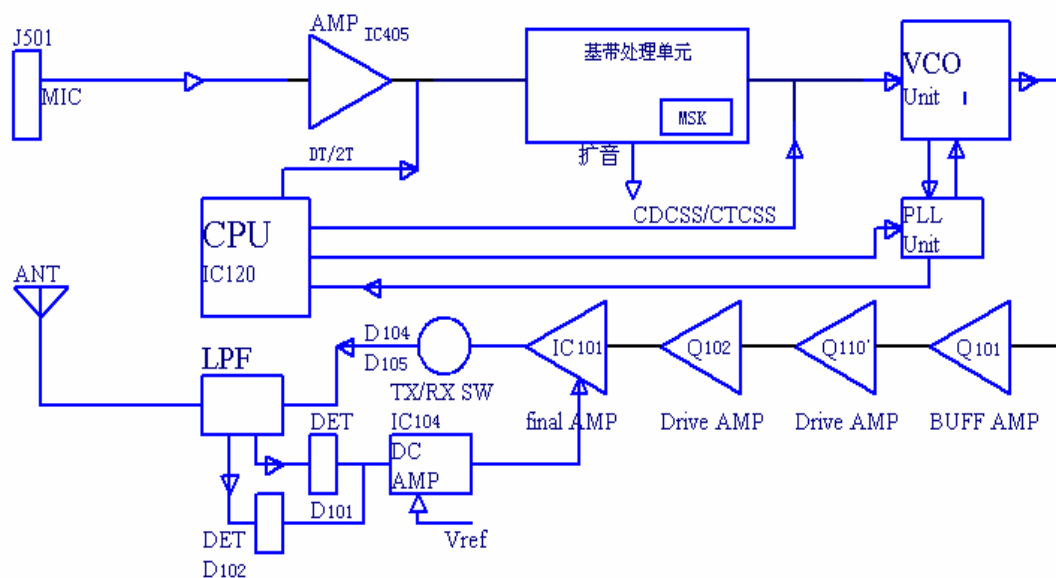 AMP
IC405
J501
MIC
基带处理单元
MSK
VCO
Unit
扩音
DT/2T
CDCSS/CTCSS
CPU
IC120
PLL
Unit
ANT
D104
D105
TX/RX SW
IC101
Q102
Q110'
Q101
final AMP
Drive AMP
Drive AMP
BUFF AMP
LPF
DET
D101
IC104
DC
AMP
Vref
DET
D102